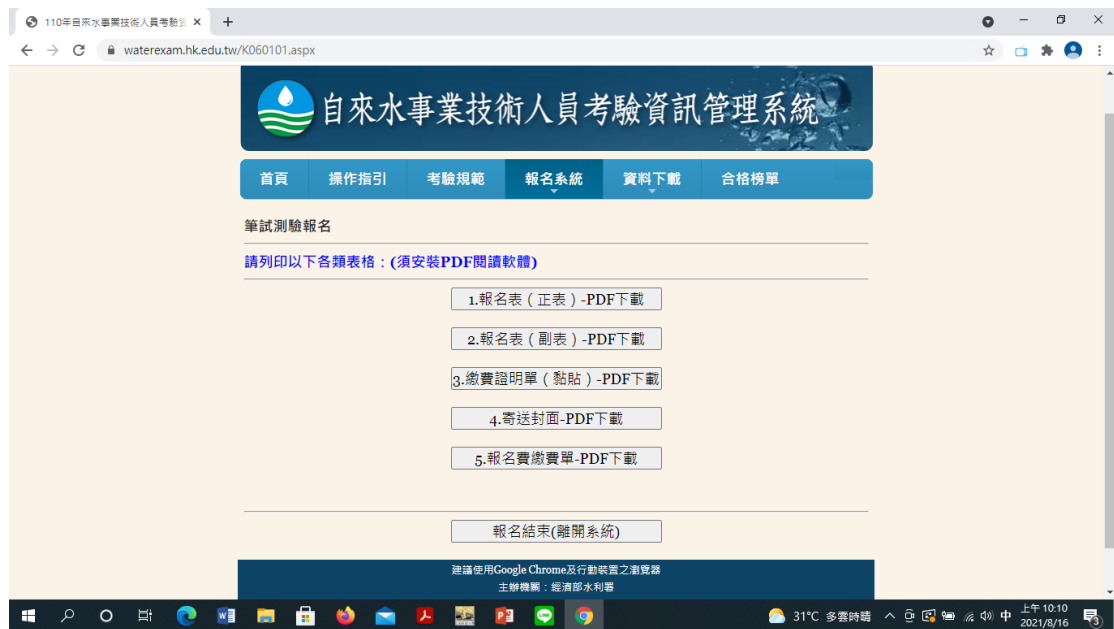 110年自來水事業技術人員考驗
waterexam.hk.edu.tw/K060101.aspx
自來水事業技術人員考驗資訊管理系統
首頁 操作指引 考驗規範 報名系統 資料下載 合格榜單
筆試測驗報名
請列印以下各類表格：(須安裝PDF閱讀軟體)
1.報名表（正表）-PDF下載
2.報名表（副表）-PDF下載
3.繳費證明單（黏貼）-PDF下載
4.寄送封面-PDF下載
5.報名費繳費單-PDF下載
報名結束(離開系統)
建議使用Google Chrome及行動裝置之瀏覽器
主辦機關：經濟部水利署
31°C 多雲時晴 中 上午 10:10
2021/8/16